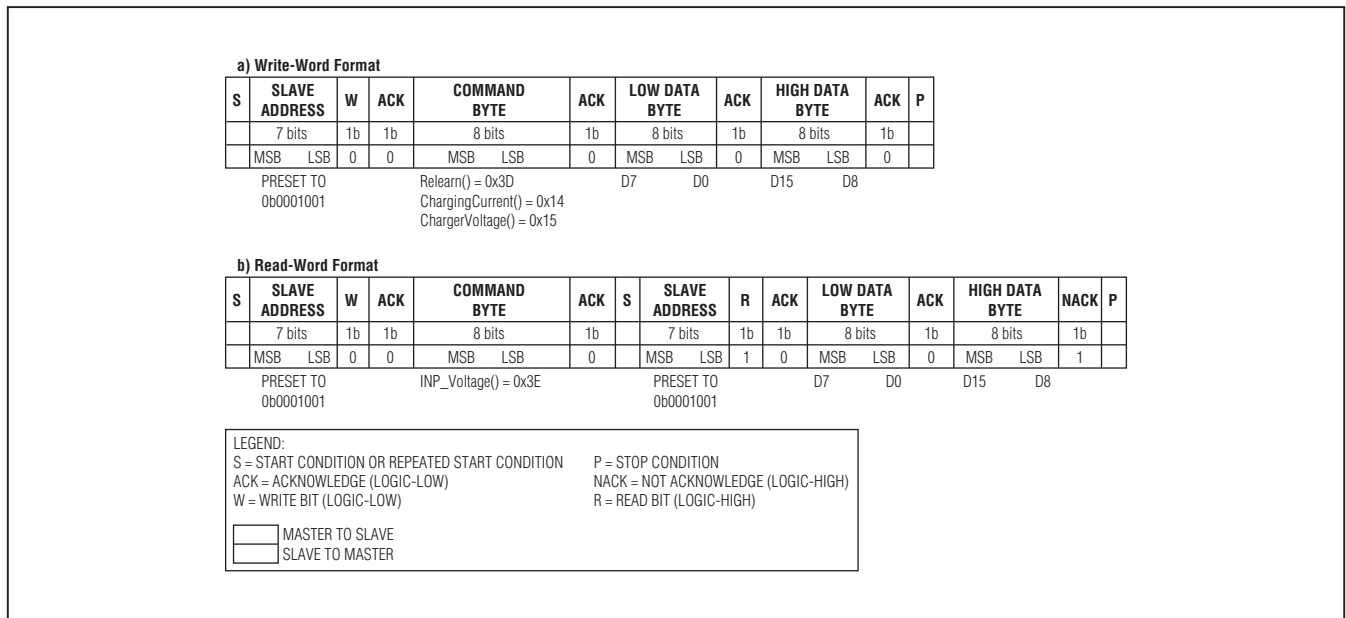 a) Write-Word Format
S SLAVE ADDRESS W ACK COMMAND BYTE ACK LOW DATA BYTE ACK HIGH DATA BYTE ACK P
7 bits 1b 1b 8 bits 1b 8 bits 1b 8 bits 1b
MSB LSB 0 0 MSB LSB 0 MSB LSB 0 MSB LSB 0
PRESET TO Relearn() = 0x3D D7 D0 D15 D8
0b0001001 ChargingCurrent() = 0x14
ChargerVoltage() = 0x15
b) Read-Word Format
S SLAVE ADDRESS W ACK COMMAND BYTE ACK S SLAVE ADDRESS R ACK LOW DATA BYTE ACK HIGH DATA BYTE NACK P
7 bits 1b 1b 8 bits 1b 7 bits 1b 1b 8 bits 1b 8 bits 1b
MSB LSB 0 0 MSB LSB 0 MSB LSB 1 0 MSB LSB 0 MSB LSB 1
PRESET TO INP_Voltage() = 0x3E PRESET TO D7 D0 D15 D8
0b0001001 0b0001001
LEGEND:
S = START CONDITION OR REPEATED START CONDITION P = STOP CONDITION
ACK = ACKNOWLEDGE (LOGIC-LOW) NACK = NOT ACKNOWLEDGE (LOGIC-HIGH)
W = WRITE BIT (LOGIC-LOW) R = READ BIT (LOGIC-HIGH)
MASTER TO SLAVE
SLAVE TO MASTER